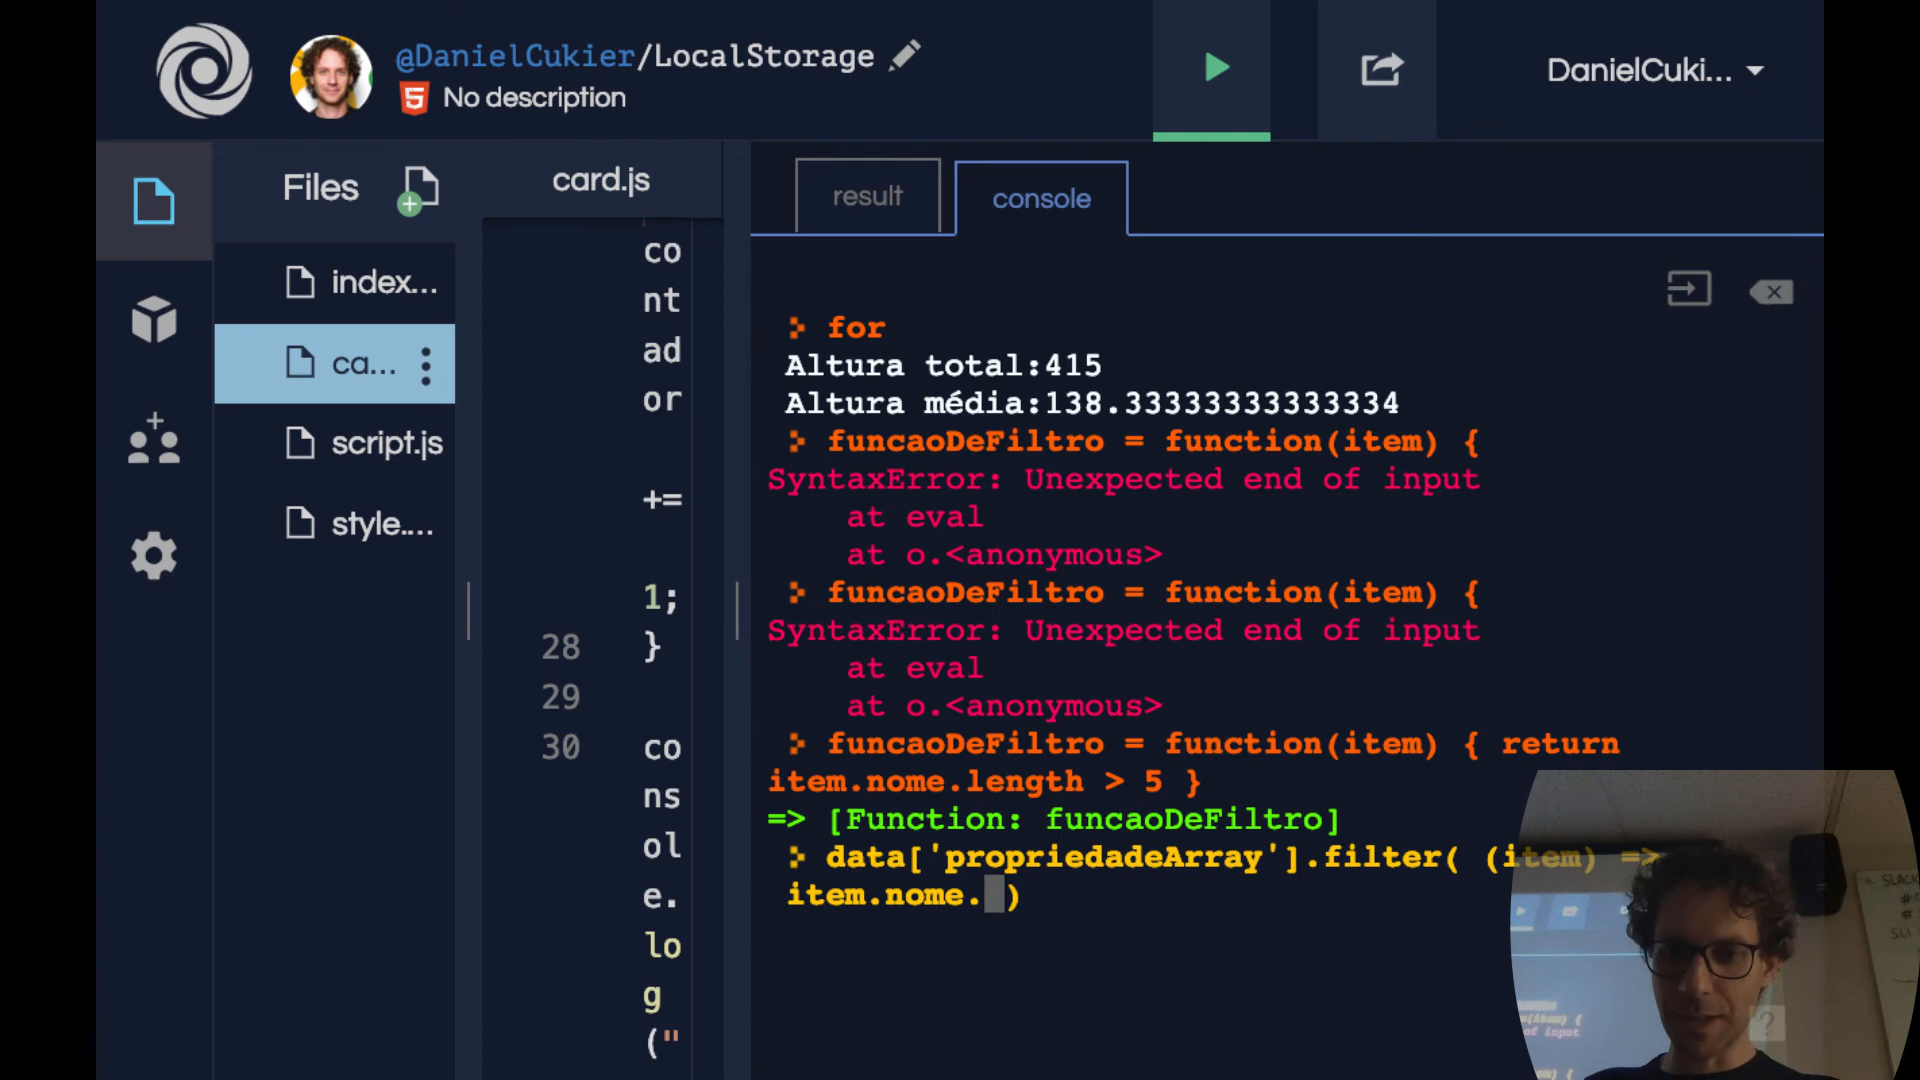 @DanielCukier/LocalStorage
No description
DanielCuki...
Files
card.js
result
console
index...
ca...
script.js
style....
co
nt
ad
or
+=
1;
28
}
29
30
co
ns
ol
e.
lo
g
("
for
Altura total:415
Altura média:138.33333333333334
funcaoDeFiltro = function(item) {
SyntaxError: Unexpected end of input
at eval
at o.<anonymous>
funcaoDeFiltro = function(item) {
SyntaxError: Unexpected end of input
at eval
at o.<anonymous>
funcaoDeFiltro = function(item) { return
item.nome.length > 5 }
=> [Function: funcaoDeFiltro]
data['propriedadeArray'].filter( (item) =>
item.nome. )
SLACK